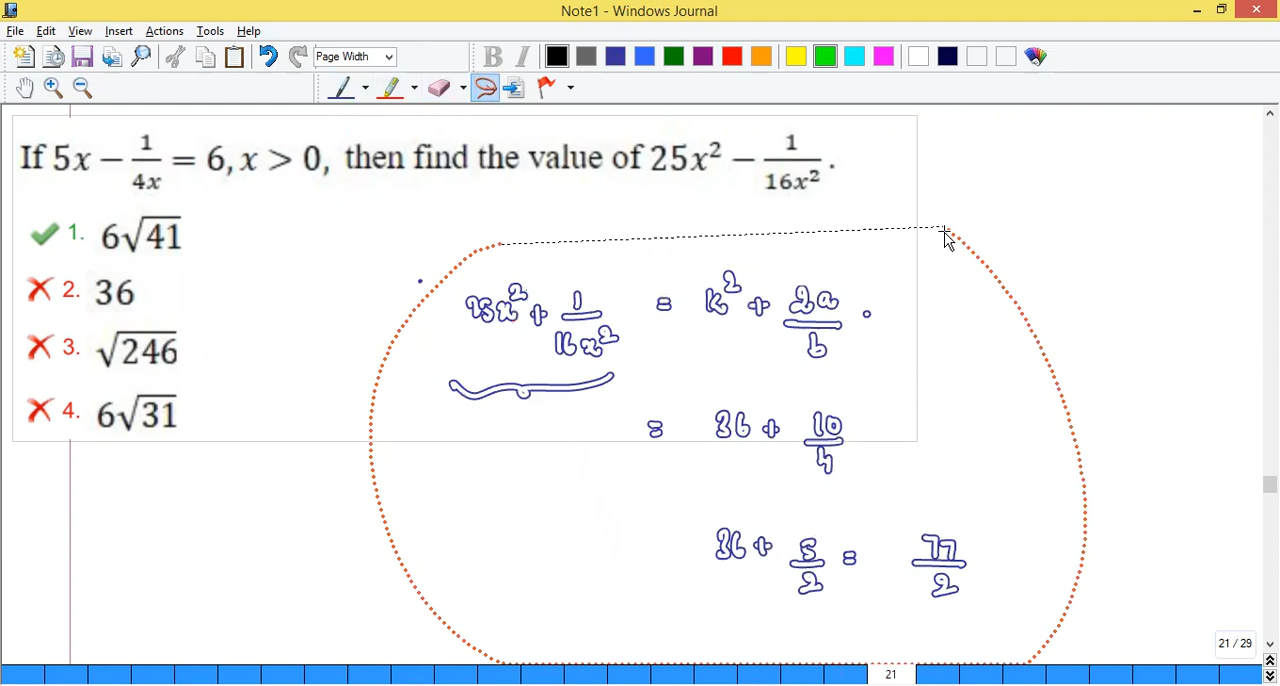 Note1 - Windows Journal
File Edit View Insert Actions Tools Help
Page Width
B I
If 5x − 1/4x = 6, x > 0, then find the value of 25x² − 1/16x² .
1. 6√41
2. 36
3. √246
4. 6√31
25x² + 1/16x² = k² + 2a/b .
= 36 + 10/4
36 + 5/2 = 77/2
21 / 29
21